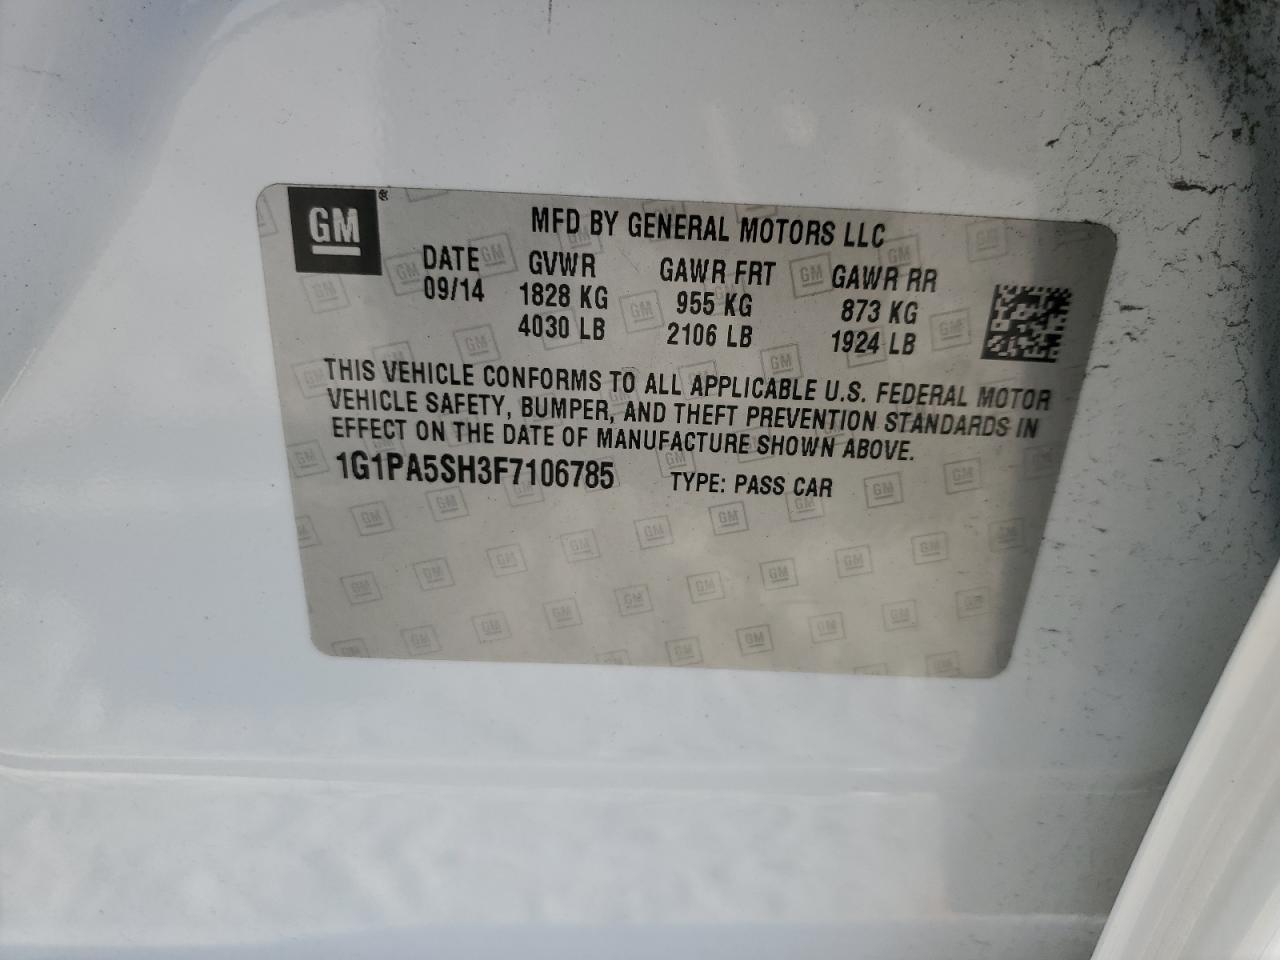 GM ®
MFD BY GENERAL MOTORS LLC
DATE GVWR GAWR FRT GAWR RR
09/14 1828 KG 955 KG 873 KG
4030 LB 2106 LB 1924 LB
THIS VEHICLE CONFORMS TO ALL APPLICABLE U.S. FEDERAL MOTOR
VEHICLE SAFETY, BUMPER, AND THEFT PREVENTION STANDARDS IN
EFFECT ON THE DATE OF MANUFACTURE SHOWN ABOVE.
1G1PA5SH3F7106785 TYPE: PASS CAR